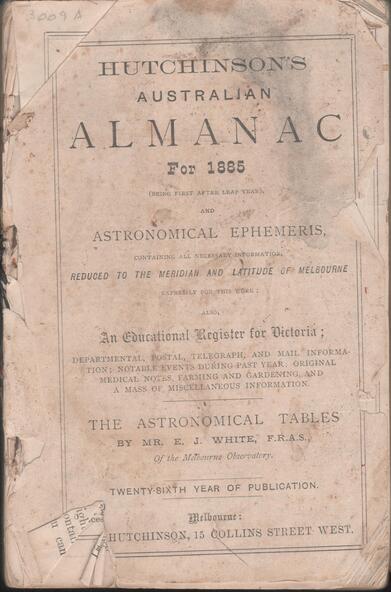 3009 A
HUTCHINSON'S
AUSTRALIAN
ALMANAC
For 1885
(BEING FIRST AFTER LEAP YEAR),
AND
ASTRONOMICAL EPHEMERIS,
CONTAINING ALL NECESSARY INFORMATION,
REDUCED TO THE MERIDIAN AND LATITUDE OF MELBOURNE
EXPRESSLY FOR THIS WORK;
ALSO,
An Educational Register for Victoria;
DEPARTMENTAL, POSTAL, TELEGRAPH, AND MAIL INFORMA-
TION; NOTABLE EVENTS DURING PAST YEAR; ORIGINAL
MEDICAL NOTES, FARMING AND GARDENING, AND
A MASS OF MISCELLANEOUS INFORMATION.
THE ASTRONOMICAL TABLES
BY MR. E. J. WHITE, F.R.A.S.,
Of the Melbourne Observatory.
TWENTY-SIXTH YEAR OF PUBLICATION.
Melbourne:
HUTCHINSON, 15 COLLINS STREET WEST.
ontal,
can